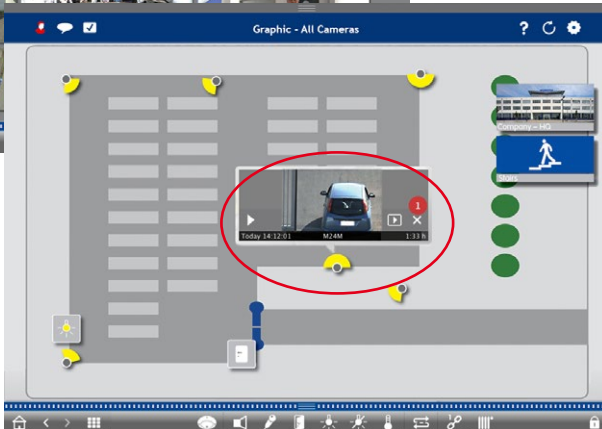 Graphic - All Cameras
?
Company - HQ
Stairs
1
Today 14:12:01 M24M 1:33 h